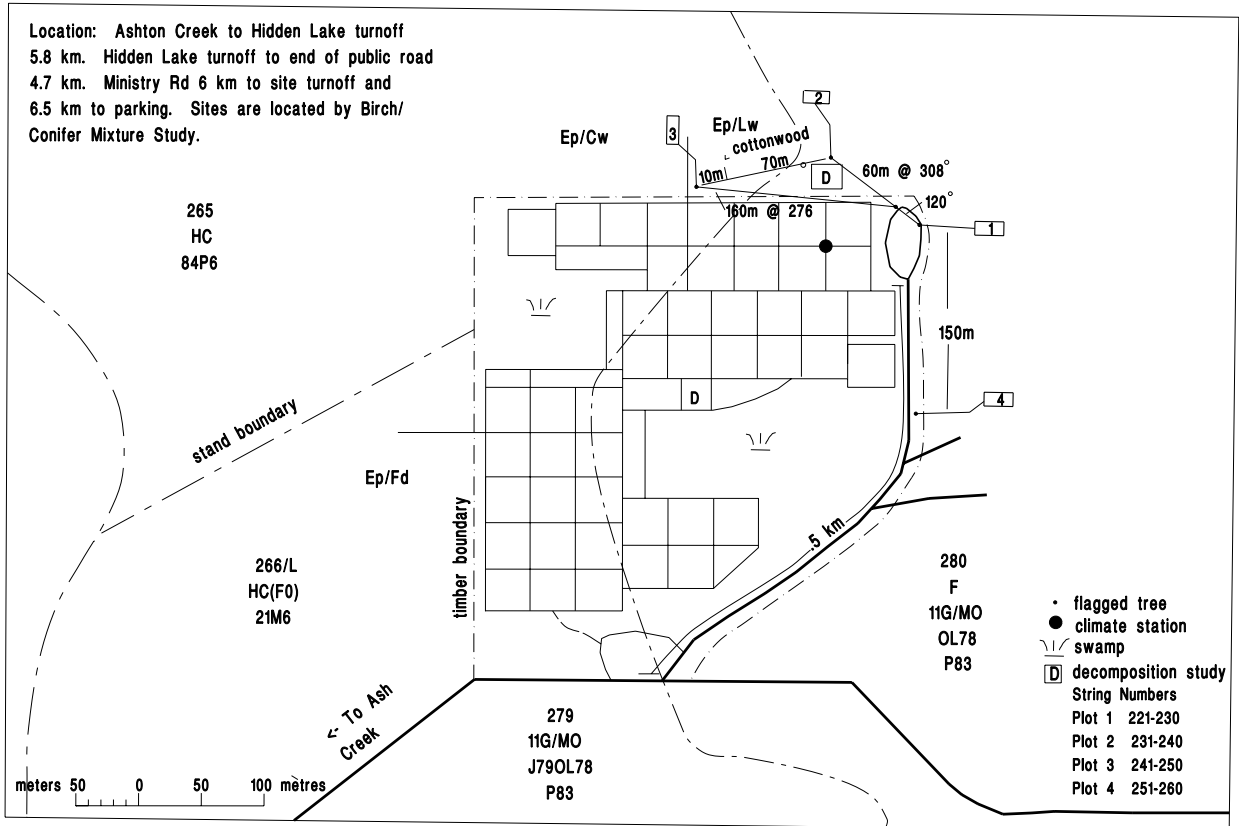 Location: Ashton Creek to Hidden Lake turnoff
5.8 km. Hidden Lake turnoff to end of public road
4.7 km. Ministry Rd 6 km to site turnoff and
6.5 km to parking. Sites are located by Birch/
Conifer Mixture Study.
2
3
Ep/Cw
Ep/Lw
cottonwood
70m
10m
D
60m @ 308°
120°
160m @ 276
1
265
HC
84P6
150m
4
D
stand boundary
Ep/Fd
timber boundary
.5 km
266/L
HC(F0)
21M6
280
F
11G/MO
OL78
P83
flagged tree
climate station
swamp
D decomposition study
String Numbers
Plot 1 221-230
Plot 2 231-240
Plot 3 241-250
Plot 4 251-260
<- To Ash
Creek
279
11G/MO
J79OL78
P83
meters 50 0 50 100 mètres